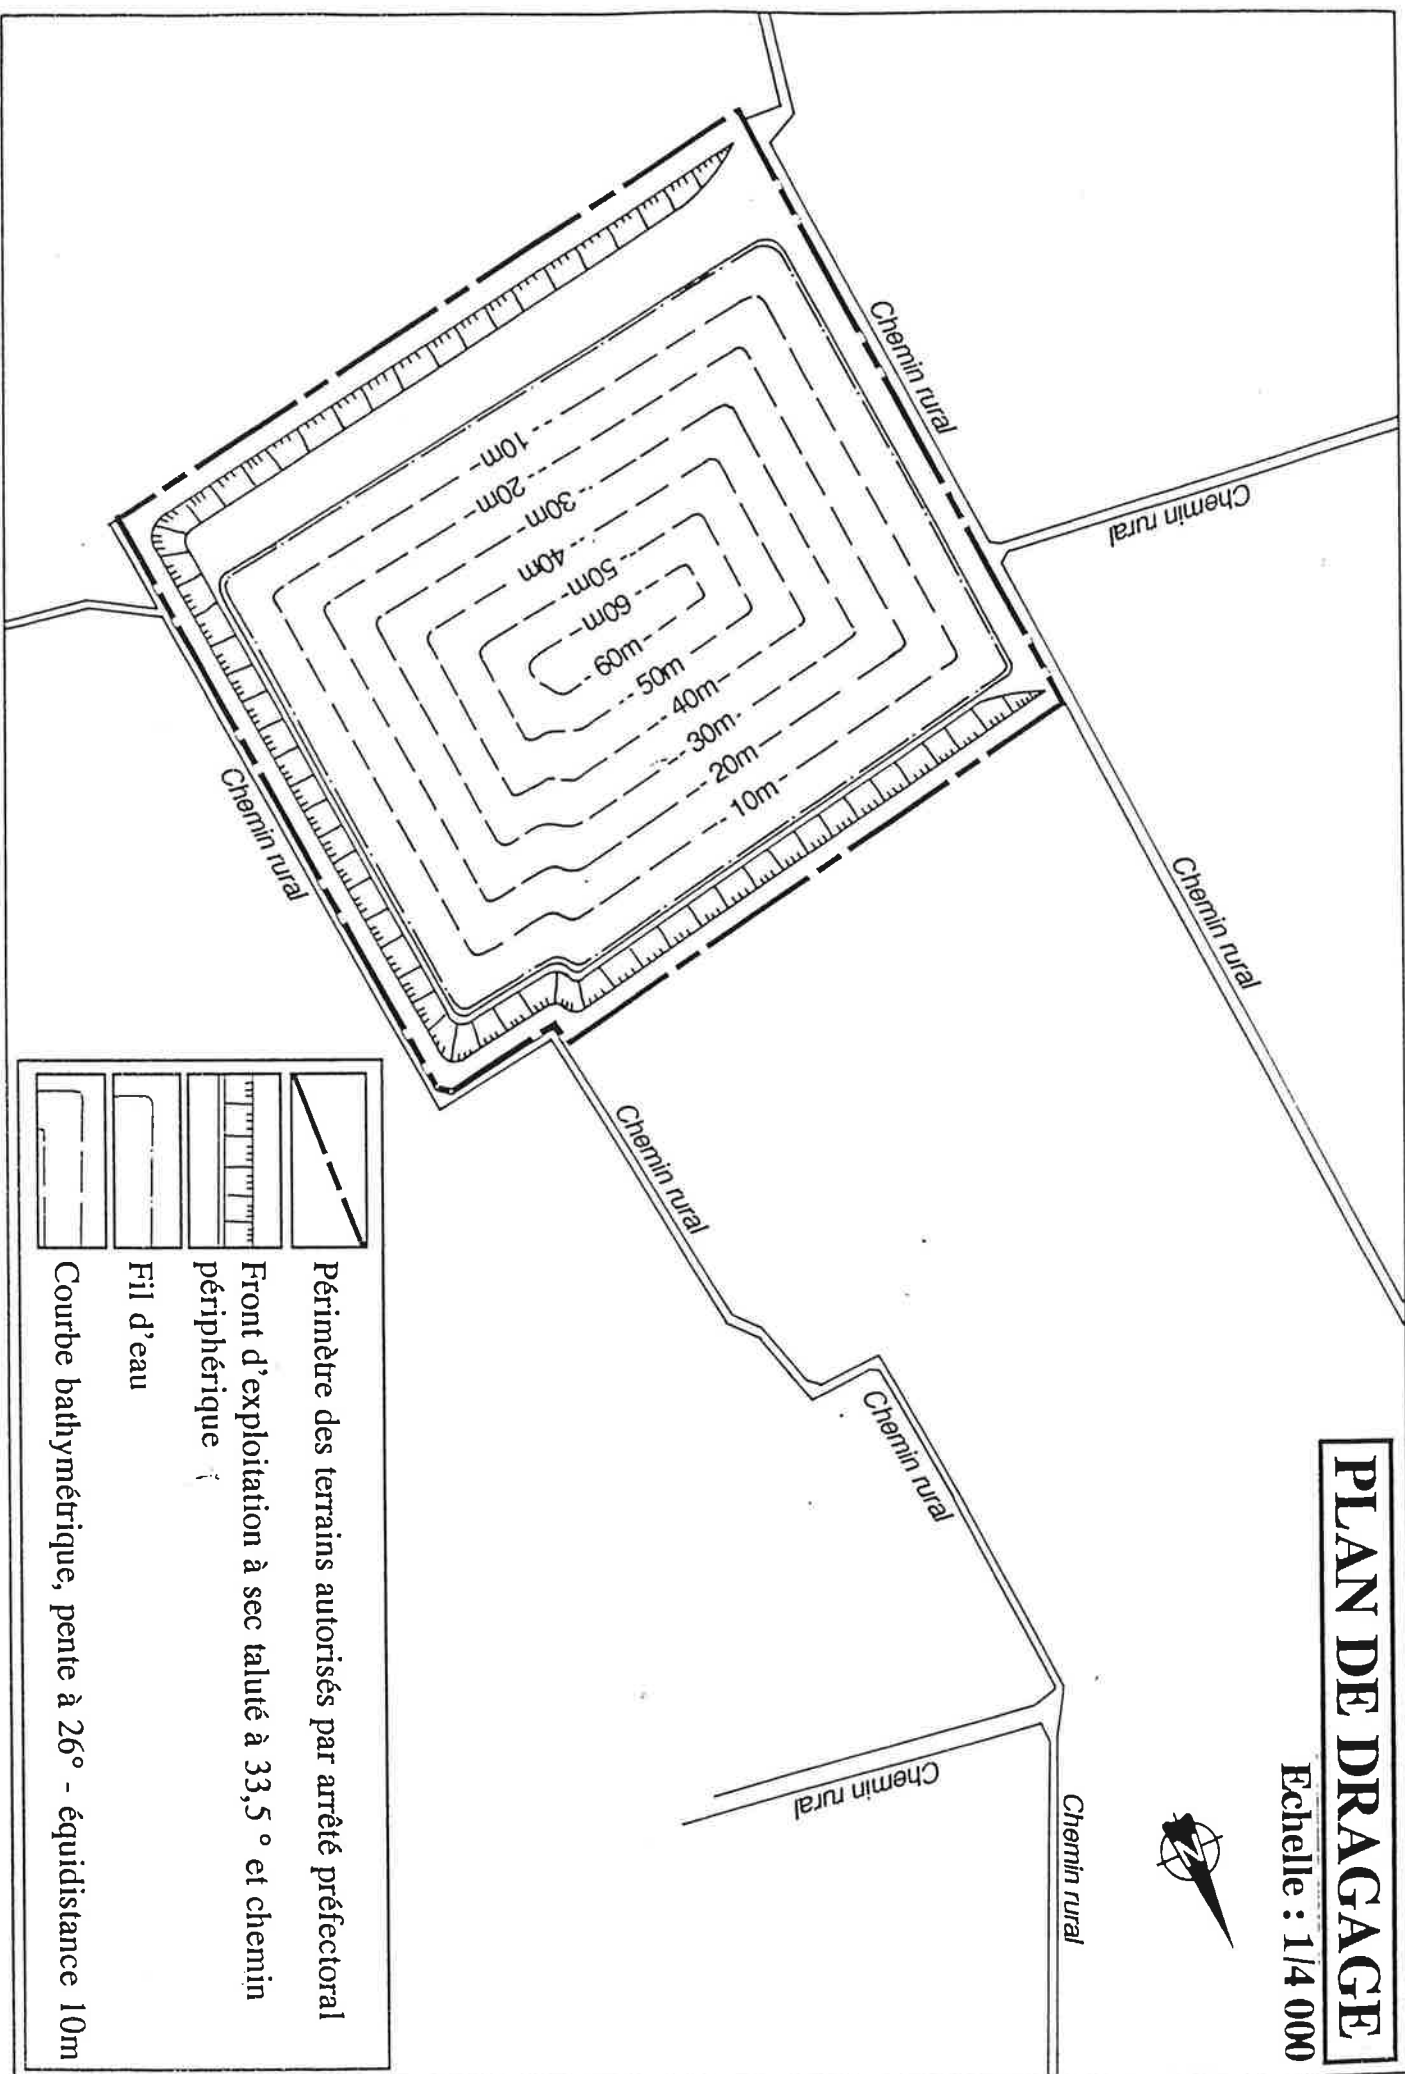 PLAN DE DRAGAGE
Echelle : 1/4 000
N
Chemin rural
Chemin rural
Chemin rural
Chemin rural
Chemin rural
Chemin rural
Chemin rural
Chemin rural
10m
20m
30m
40m
50m
60m
60m
50m
40m
30m
20m
10m
Périmètre des terrains autorisés par arrêté préfectoral
Front d'exploitation à sec taluté à 33,5 ° et chemin
périphérique
Fil d'eau
Courbe bathymétrique, pente à 26° - équidistance 10m